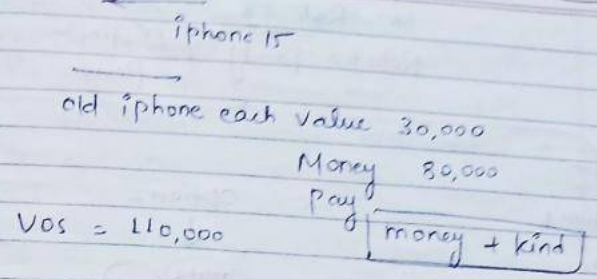 iphone 15
old iphone each value 30,000
Money 80,000
Pay
VOS = 110,000
money + kind